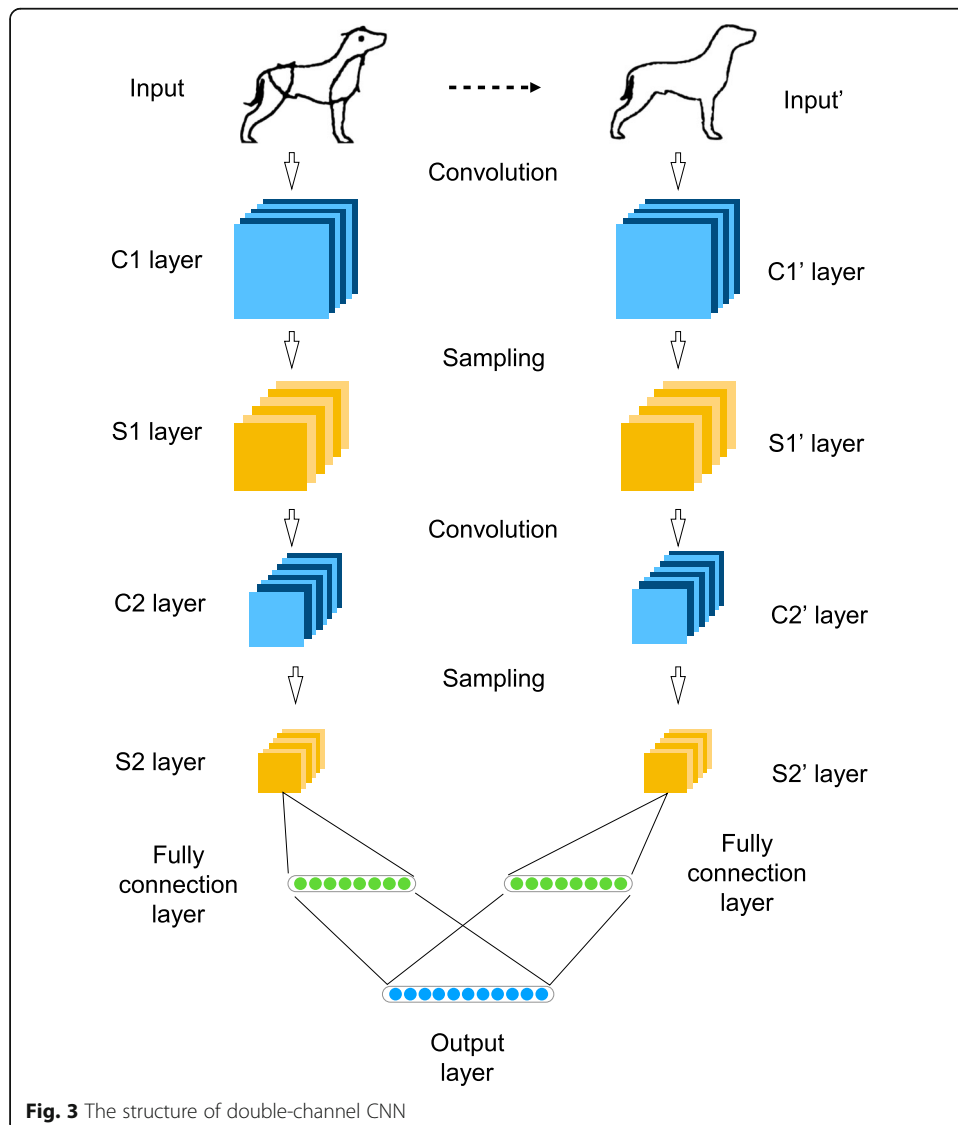 Input
Input’
Convolution
C1 layer
C1’ layer
Sampling
S1 layer
S1’ layer
Convolution
C2 layer
C2’ layer
Sampling
S2 layer
S2’ layer
Fully
connection
layer
Fully
connection
layer
Output
layer
Fig. 3 The structure of double-channel CNN